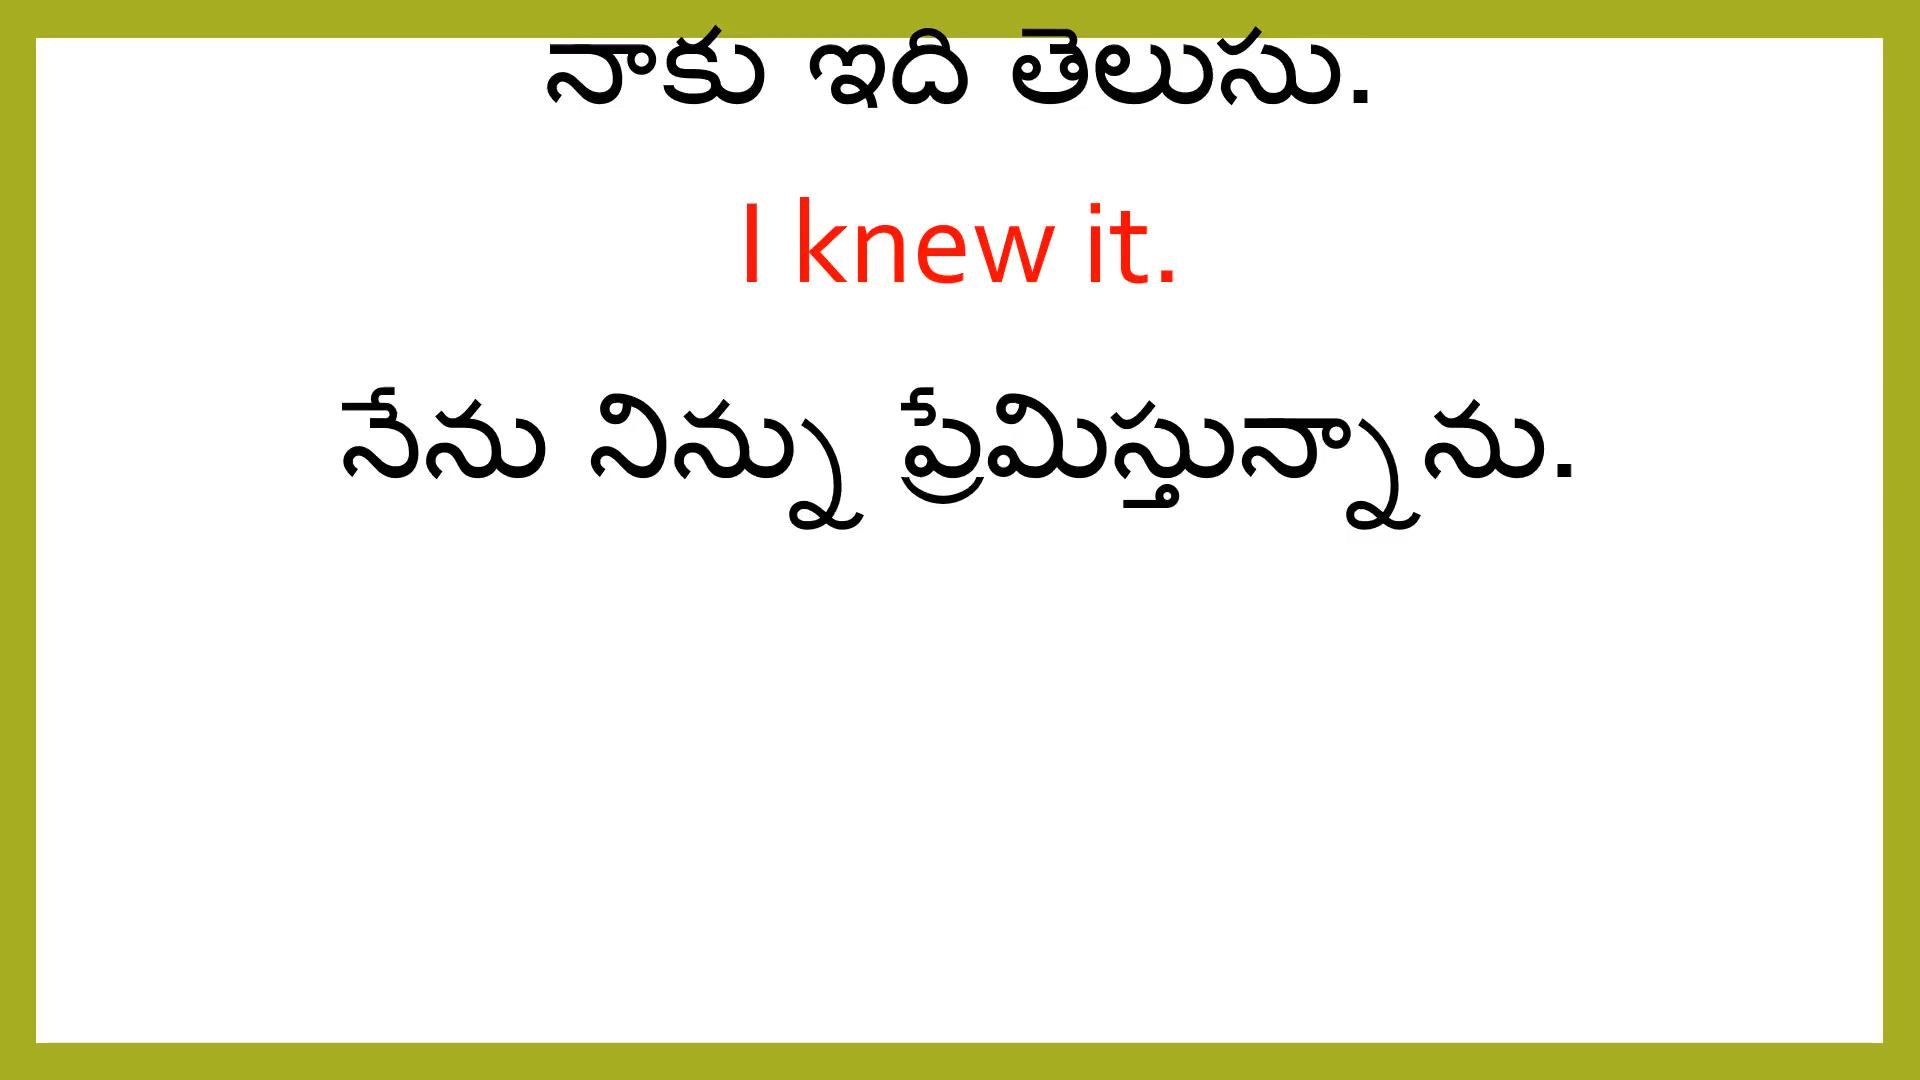 నాకు ఇది తెలుసు.
I knew it.
నేను నిన్ను ప్రేమిస్తున్నాను.